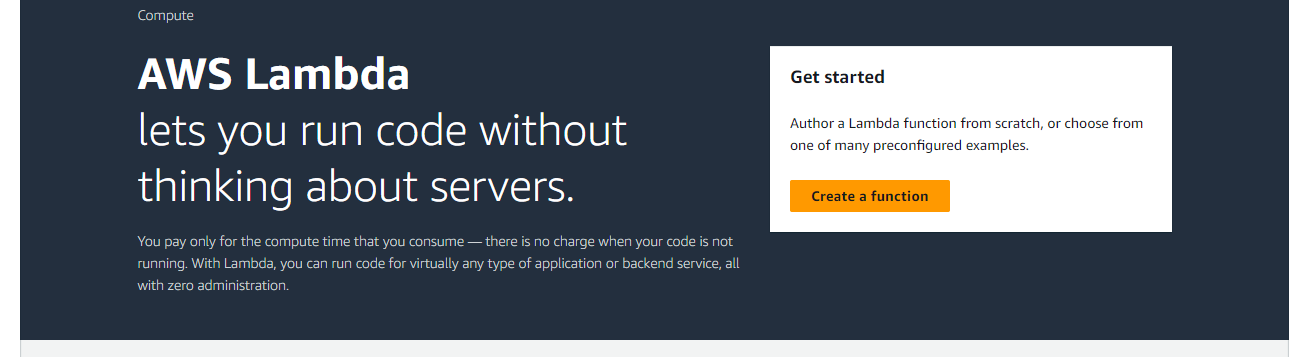 Compute
AWS Lambda
lets you run code without
thinking about servers.
You pay only for the compute time that you consume — there is no charge when your code is not
running. With Lambda, you can run code for virtually any type of application or backend service, all
with zero administration.
Get started
Author a Lambda function from scratch, or choose from
one of many preconfigured examples.
Create a function